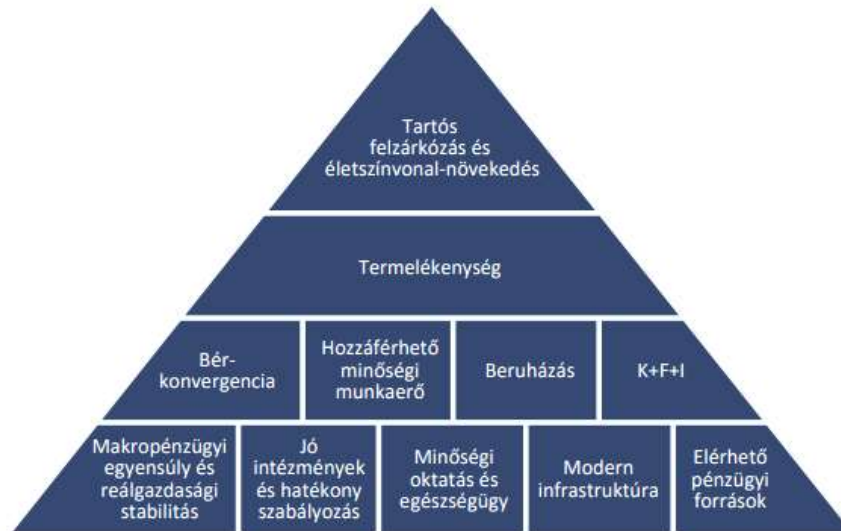 Tartós
felzárkózás és
életszínvonal-növekedés
Termelékenység
Bér-
konvergencia
Hozzáférhető
minőségi
munkaerő
Beruházás
K+F+I
Makropénzügyi
egyensúly és
reálgazdasági
stabilitás
Jó
intézmények
és hatékony
szabályozás
Minőségi
oktatás és
egészségügy
Modern
infrastruktúra
Elérhető
pénzügyi
források